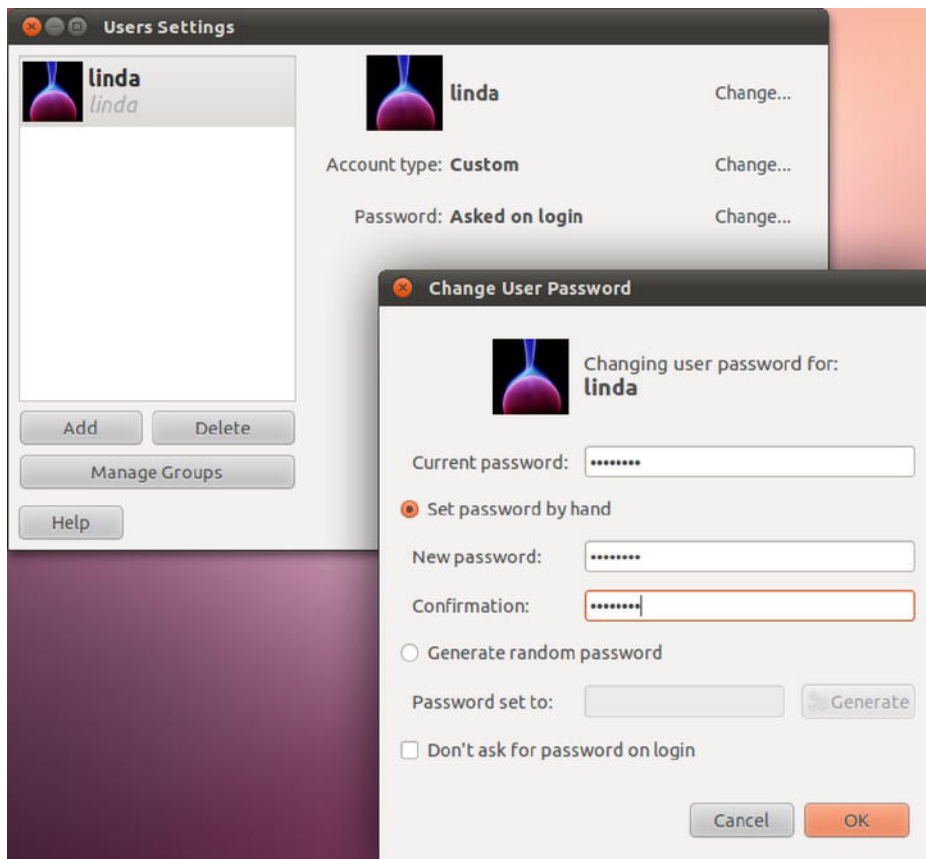 Users Settings
linda
linda
linda Change...
Account type: Custom Change...
Password: Asked on login Change...
Add Delete
Manage Groups
Help
Change User Password
Changing user password for:
linda
Current password: ••••••••
Set password by hand
New password: ••••••••
Confirmation: ••••••••
Generate random password
Password set to: Generate
Don't ask for password on login
Cancel OK